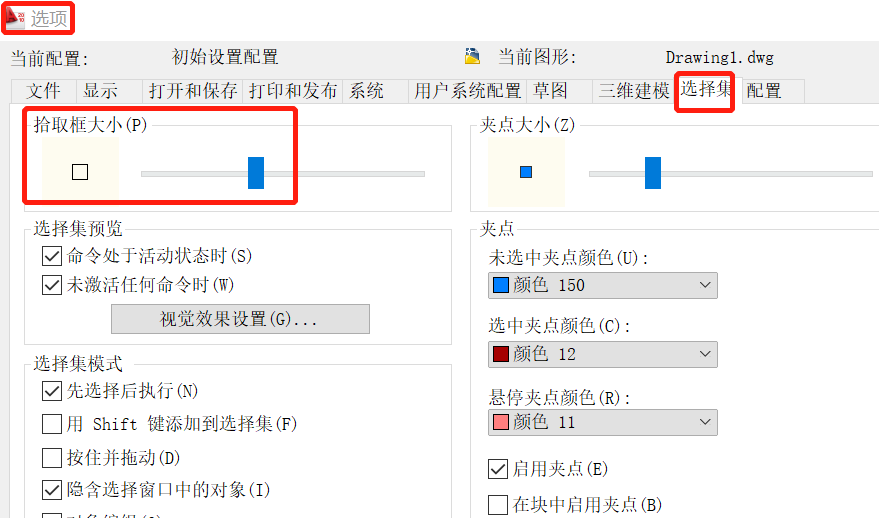 选项
当前配置: 初始设置配置 当前图形: Drawing1.dwg
文件 显示 打开和保存 打印和发布 系统 用户系统配置 草图 三维建模 选择集 配置
拾取框大小(P)
夹点大小(Z)
选择集预览
命令处于活动状态时(S)
未激活任何命令时(W)
视觉效果设置(G)...
夹点
未选中夹点颜色(U):
颜色 150
选中夹点颜色(C):
颜色 12
悬停夹点颜色(R):
颜色 11
启用夹点(E)
在块中启用夹点(B)
选择集模式
先选择后执行(N)
用 Shift 键添加到选择集(F)
按住并拖动(D)
隐含选择窗口中的对象(I)